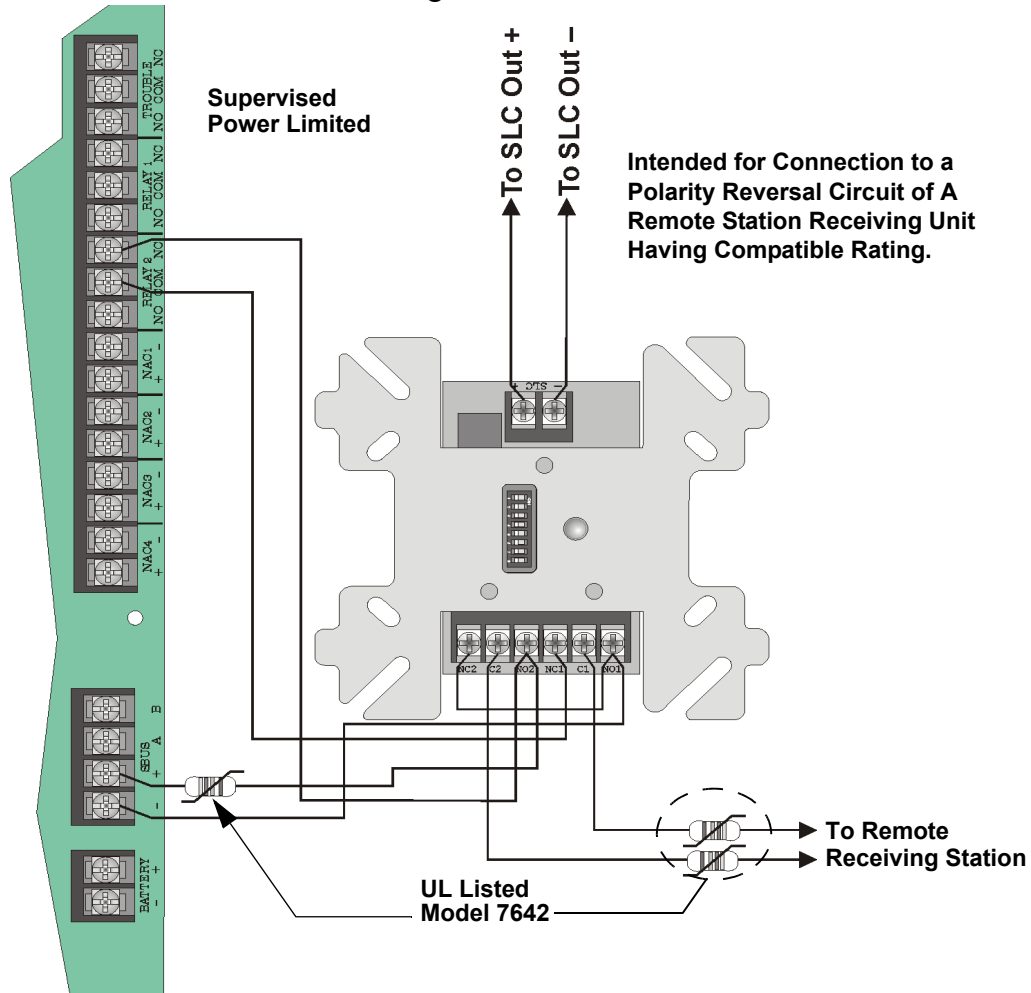 To SLC Out +
To SLC Out –
Supervised
Power Limited
Intended for Connection to a
Polarity Reversal Circuit of A
Remote Station Receiving Unit
Having Compatible Rating.
TROUBLE
NO COM NC
RELAY 1
NO COM NC
RELAY 2
NO COM NC
NAC1
+ -
NAC2
+ -
NAC3
+ -
NAC4
+ -
SBUS
- + A B
BATTERY
- +
– SLC +
NC2 C2 NO2 NC1 C1 NO1
To Remote
Receiving Station
UL Listed
Model 7642